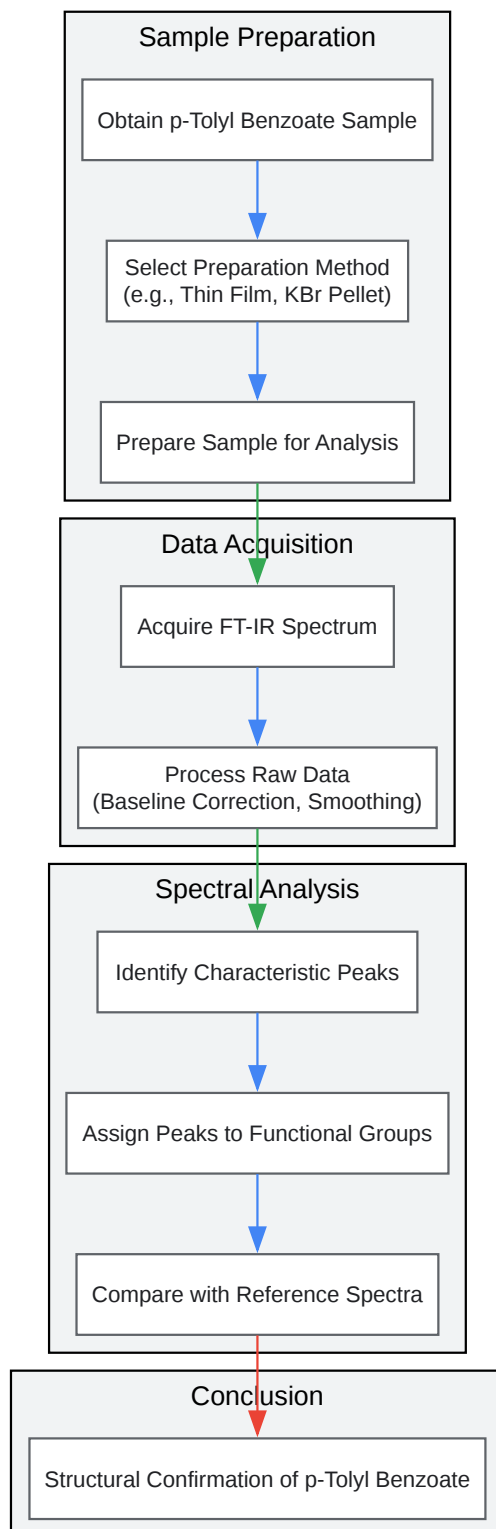 Sample Preparation
Obtain p-Tolyl Benzoate Sample
Select Preparation Method
(e.g., Thin Film, KBr Pellet)
Prepare Sample for Analysis
Data Acquisition
Acquire FT-IR Spectrum
Process Raw Data
(Baseline Correction, Smoothing)
Spectral Analysis
Identify Characteristic Peaks
Assign Peaks to Functional Groups
Compare with Reference Spectra
Conclusion
Structural Confirmation of p-Tolyl Benzoate